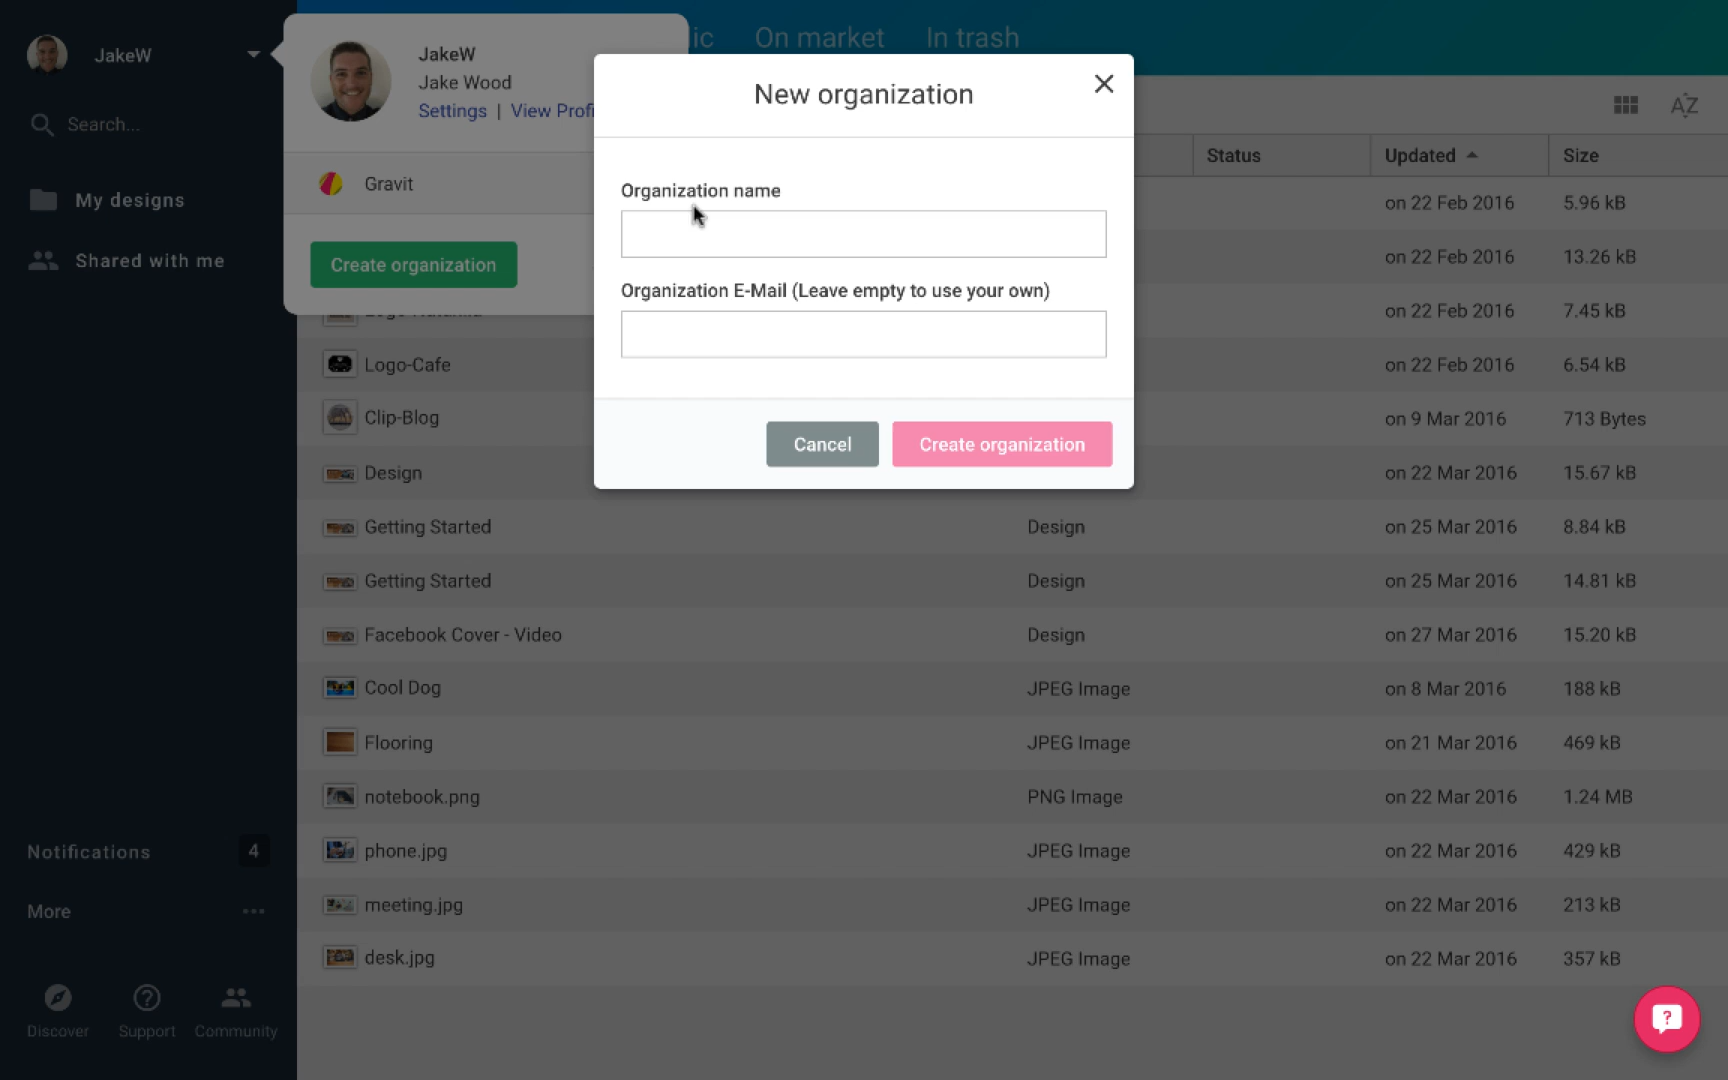 JakeW
Search...
My designs
Shared with me
Notifications 4
More
Discover Support Community
JakeW
Jake Wood
Settings | View
Gravit
Create organization
On market In trash
New organization
Organization name
Organization E-Mail (Leave empty to use your own)
Cancel Create organization
AZ
Status Updated Size
on 22 Feb 2016 5.96 kB
on 22 Feb 2016 13.26 kB
on 22 Feb 2016 7.45 kB
Logo-Cafe on 22 Feb 2016 6.54 kB
Clip-Blog on 9 Mar 2016 713 Bytes
Design on 22 Mar 2016 15.67 kB
Getting Started Design on 25 Mar 2016 8.84 kB
Getting Started Design on 25 Mar 2016 14.81 kB
Facebook Cover - Video Design on 27 Mar 2016 15.20 kB
Cool Dog JPEG Image on 8 Mar 2016 188 kB
Flooring JPEG Image on 21 Mar 2016 469 kB
notebook.png PNG Image on 22 Mar 2016 1.24 MB
phone.jpg JPEG Image on 22 Mar 2016 429 kB
meeting.jpg JPEG Image on 22 Mar 2016 213 kB
desk.jpg JPEG Image on 22 Mar 2016 357 kB